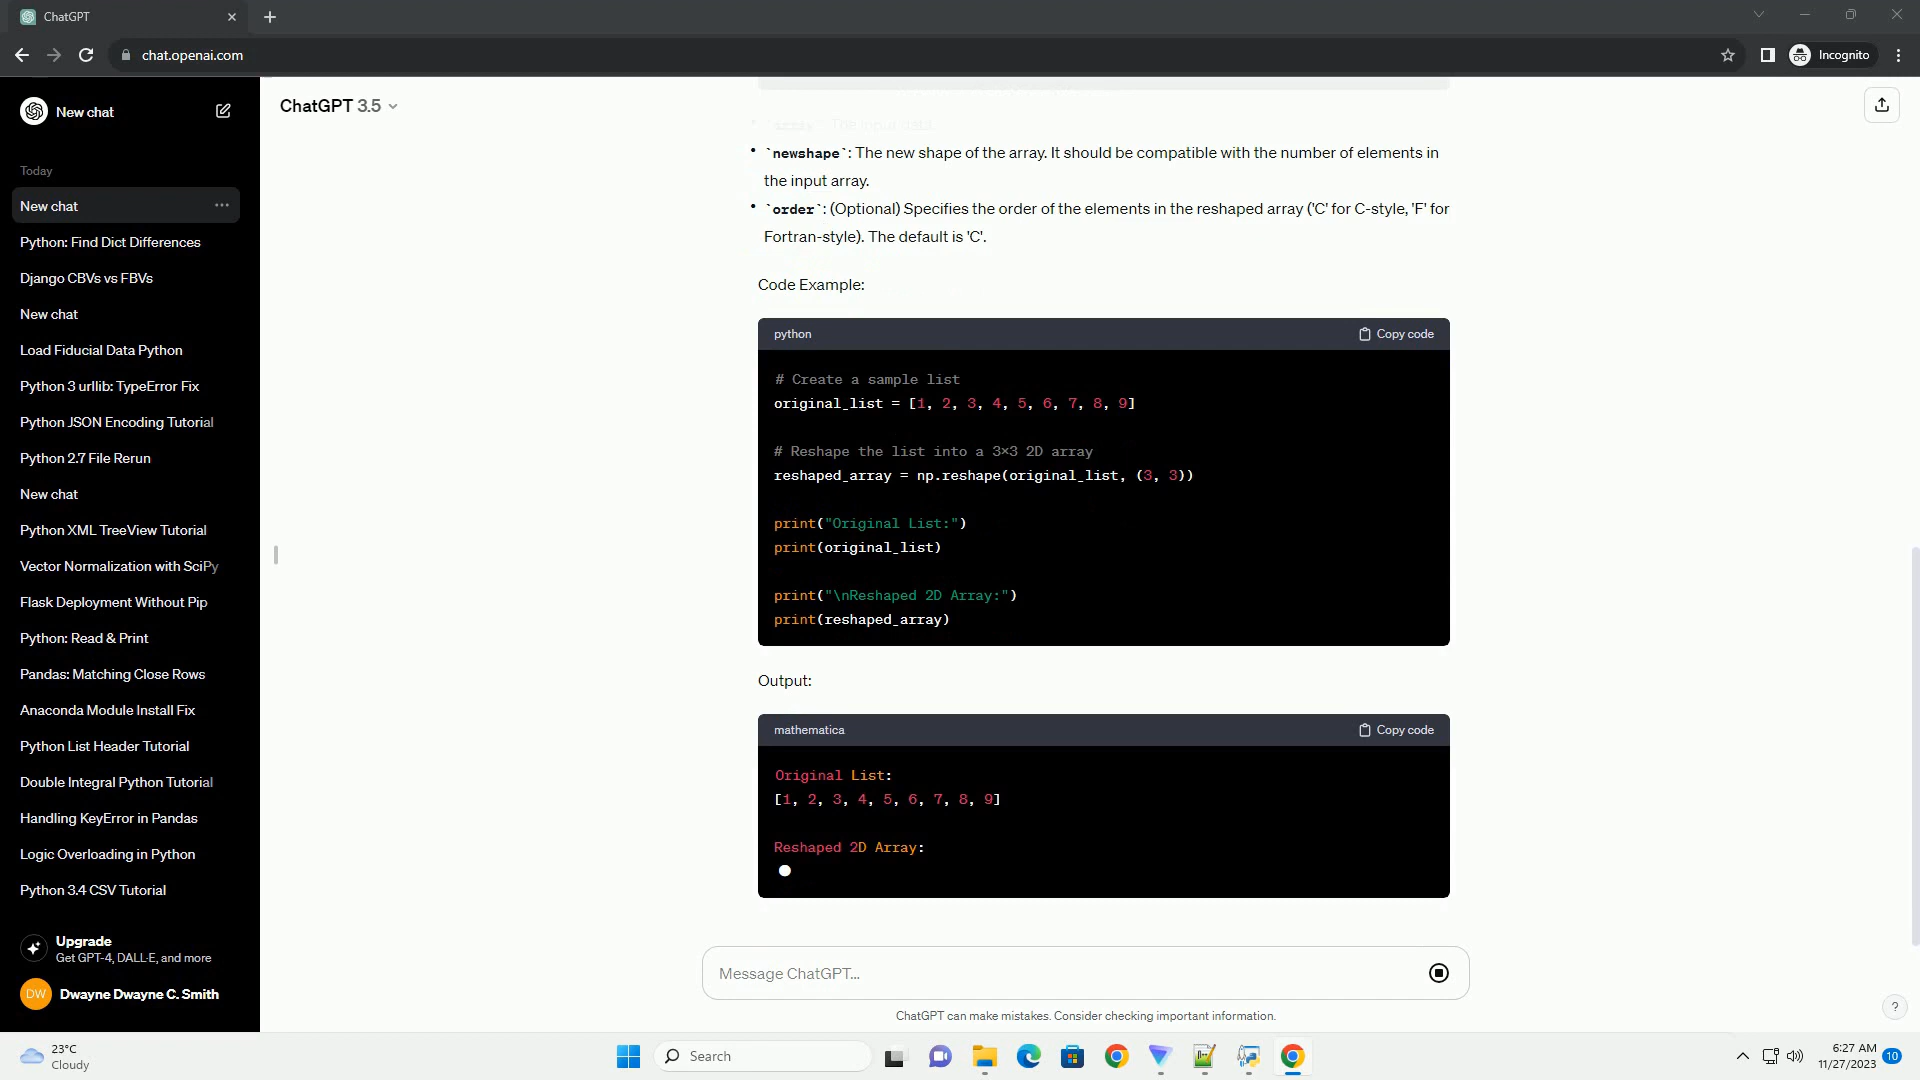 ChatGPT
chat.openai.com
Incognito
New chat
ChatGPT 3.5
Today
New chat
Python: Find Dict Differences
Django CBVs vs FBVs
New chat
Load Fiducial Data Python
Python 3 urllib: TypeError Fix
Python JSON Encoding Tutorial
Python 2.7 File Rerun
New chat
Python XML TreeView Tutorial
Vector Normalization with SciPy
Flask Deployment Without Pip
Python: Read & Print
Pandas: Matching Close Rows
Anaconda Module Install Fix
Python List Header Tutorial
Double Integral Python Tutorial
Handling KeyError in Pandas
Logic Overloading in Python
Python 3.4 CSV Tutorial
Upgrade
Get GPT-4, DALL·E, and more
DW
Dwayne Dwayne C. Smith
• `newshape`: The new shape of the array. It should be compatible with the number of elements in
the input array.
• `order`: (Optional) Specifies the order of the elements in the reshaped array ('C' for C-style, 'F' for
Fortran-style). The default is 'C'.
Code Example:
python
Copy code
# Create a sample list
original_list = [1, 2, 3, 4, 5, 6, 7, 8, 9]
# Reshape the list into a 3x3 2D array
reshaped_array = np.reshape(original_list, (3, 3))
print("Original List:")
print(original_list)
print("\nReshaped 2D Array:")
print(reshaped_array)
Output:
mathematica
Copy code
Original List:
[1, 2, 3, 4, 5, 6, 7, 8, 9]
Reshaped 2D Array:
Message ChatGPT...
ChatGPT can make mistakes. Consider checking important information.
?
23°C
Cloudy
Search
6:27 AM
11/27/2023
10